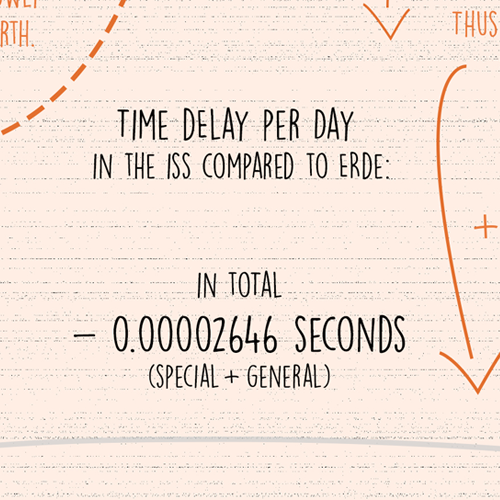 RTH.
THUS
TIME DELAY PER DAY
IN THE ISS COMPARED TO ERDE:
+
IN TOTAL
– 0.00002646 SECONDS
(SPECIAL + GENERAL)